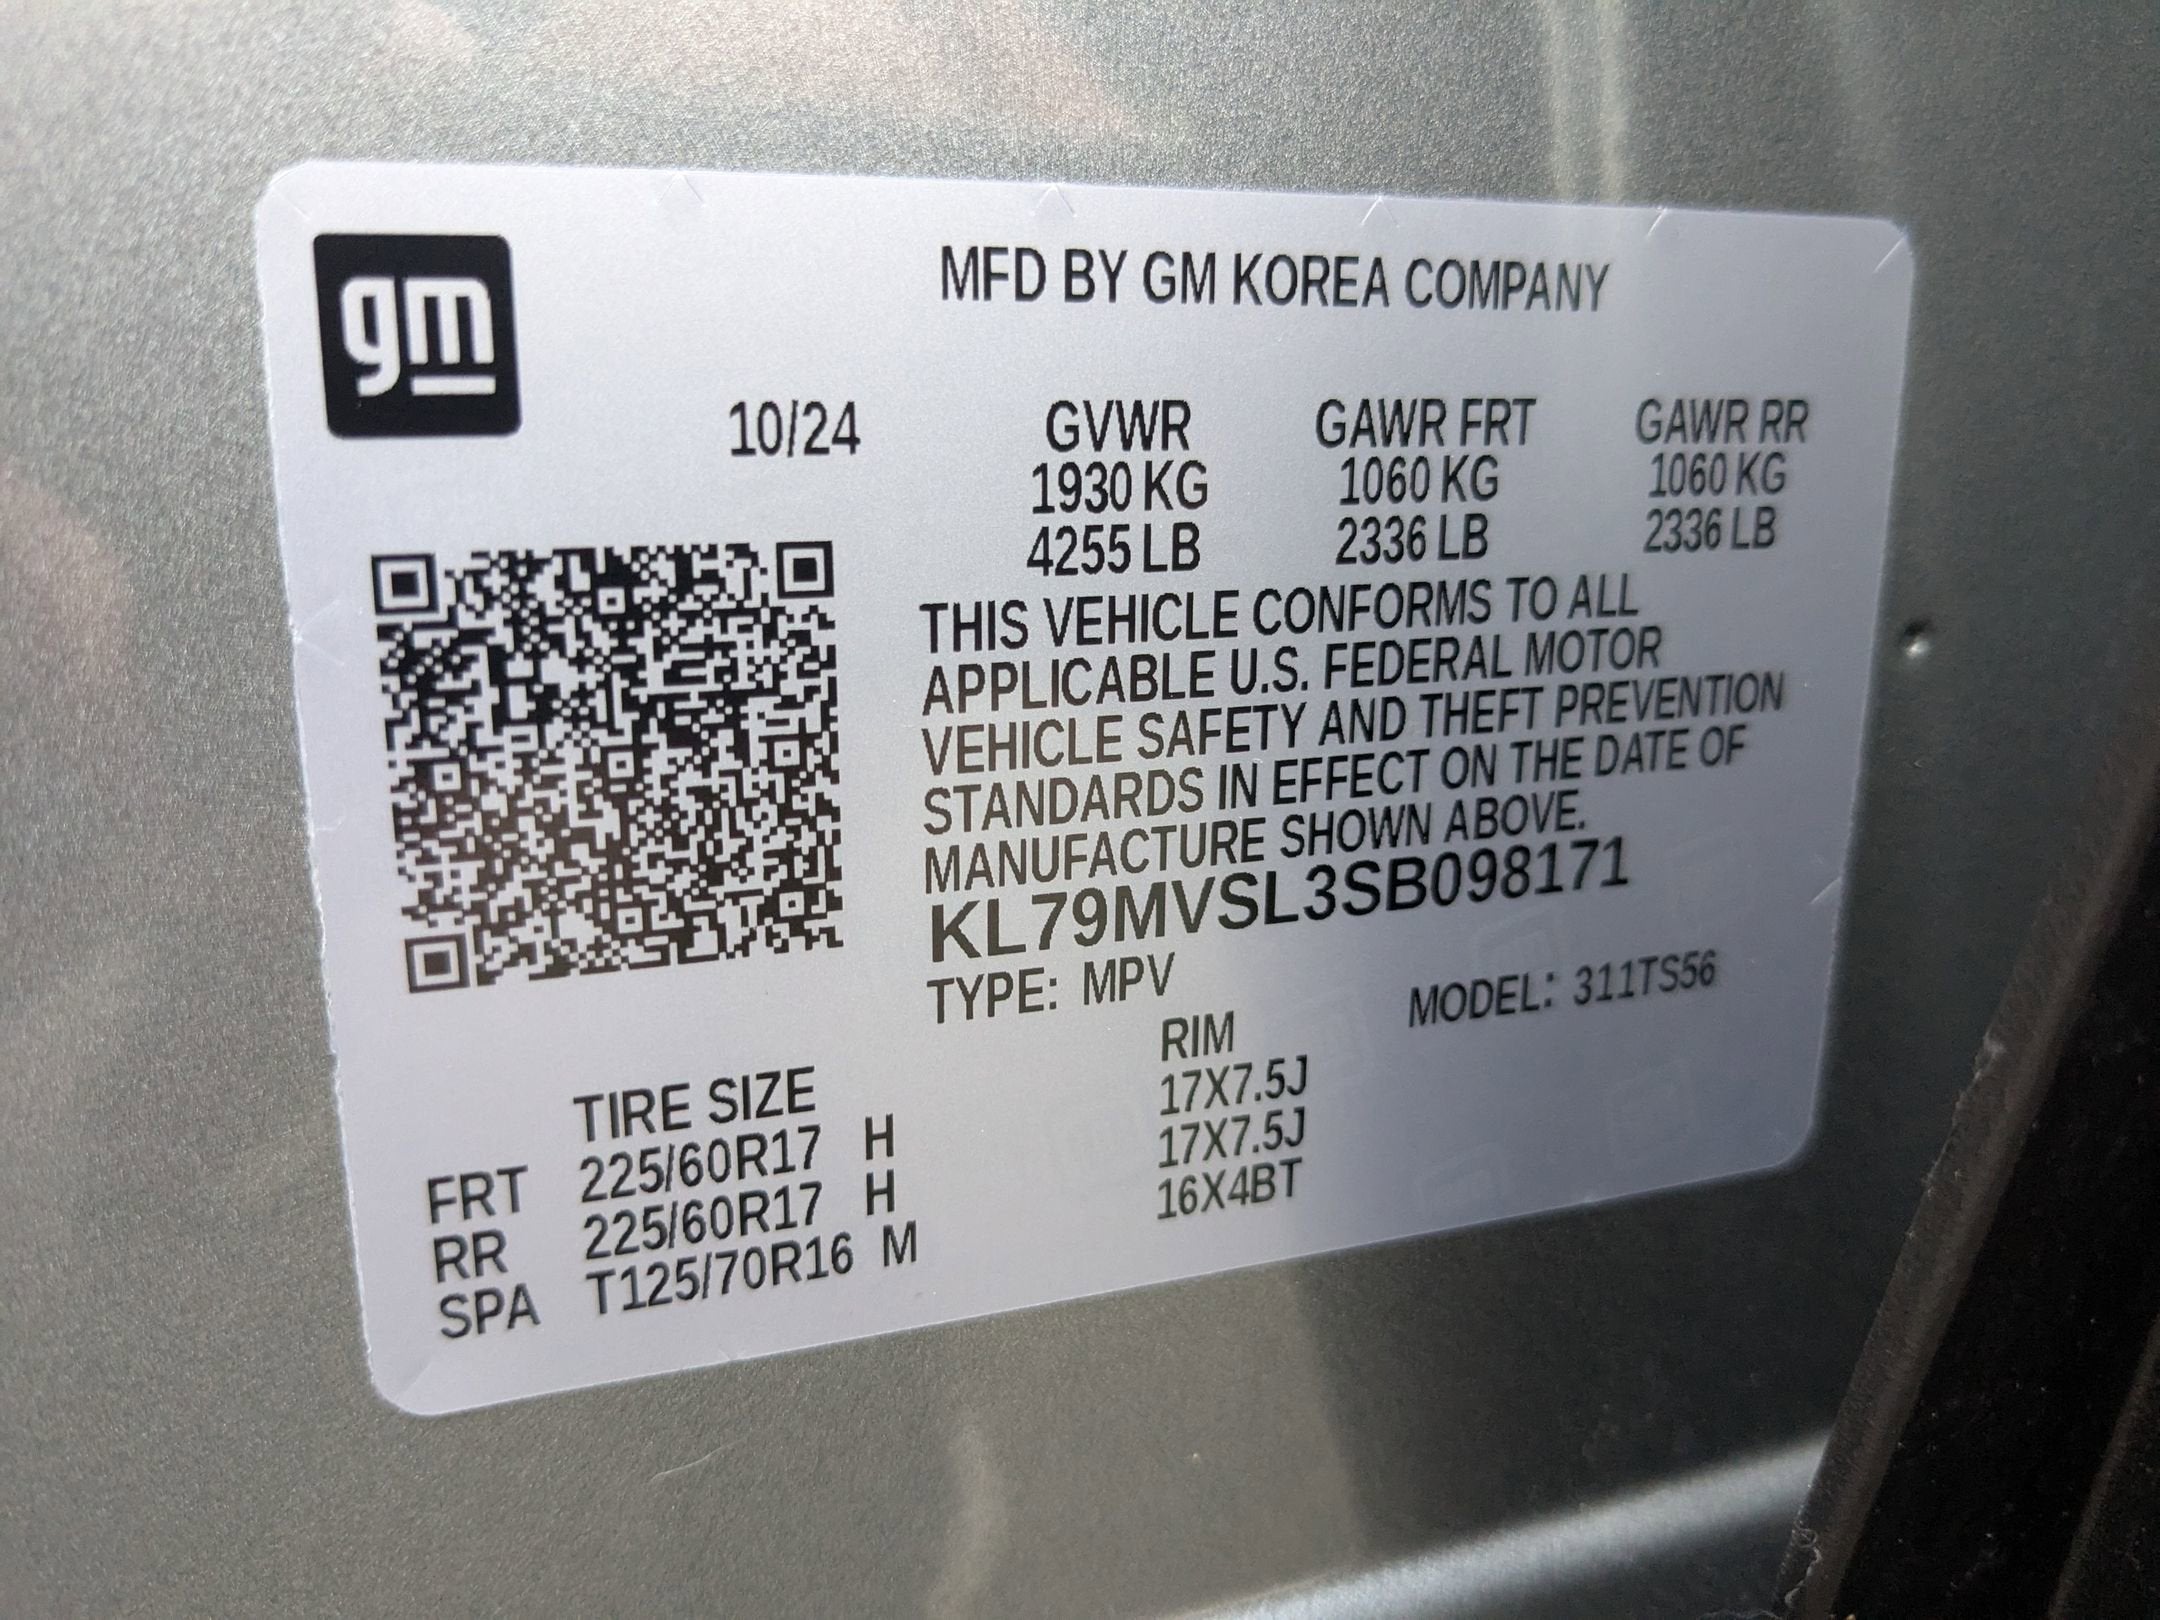 gm
MFD BY GM KOREA COMPANY
10/24
GVWR GAWR FRT GAWR RR
1930 KG 1060 KG 1060 KG
4255 LB 2336 LB 2336 LB
THIS VEHICLE CONFORMS TO ALL
APPLICABLE U.S. FEDERAL MOTOR
VEHICLE SAFETY AND THEFT PREVENTION
STANDARDS IN EFFECT ON THE DATE OF
MANUFACTURE SHOWN ABOVE.
KL79MVSL3SB098171
TYPE: MPV MODEL: 311TS56
TIRE SIZE RIM
FRT 225/60R17 H 17X7.5J
RR 225/60R17 H 17X7.5J
SPA T125/70R16 M 16X4BT